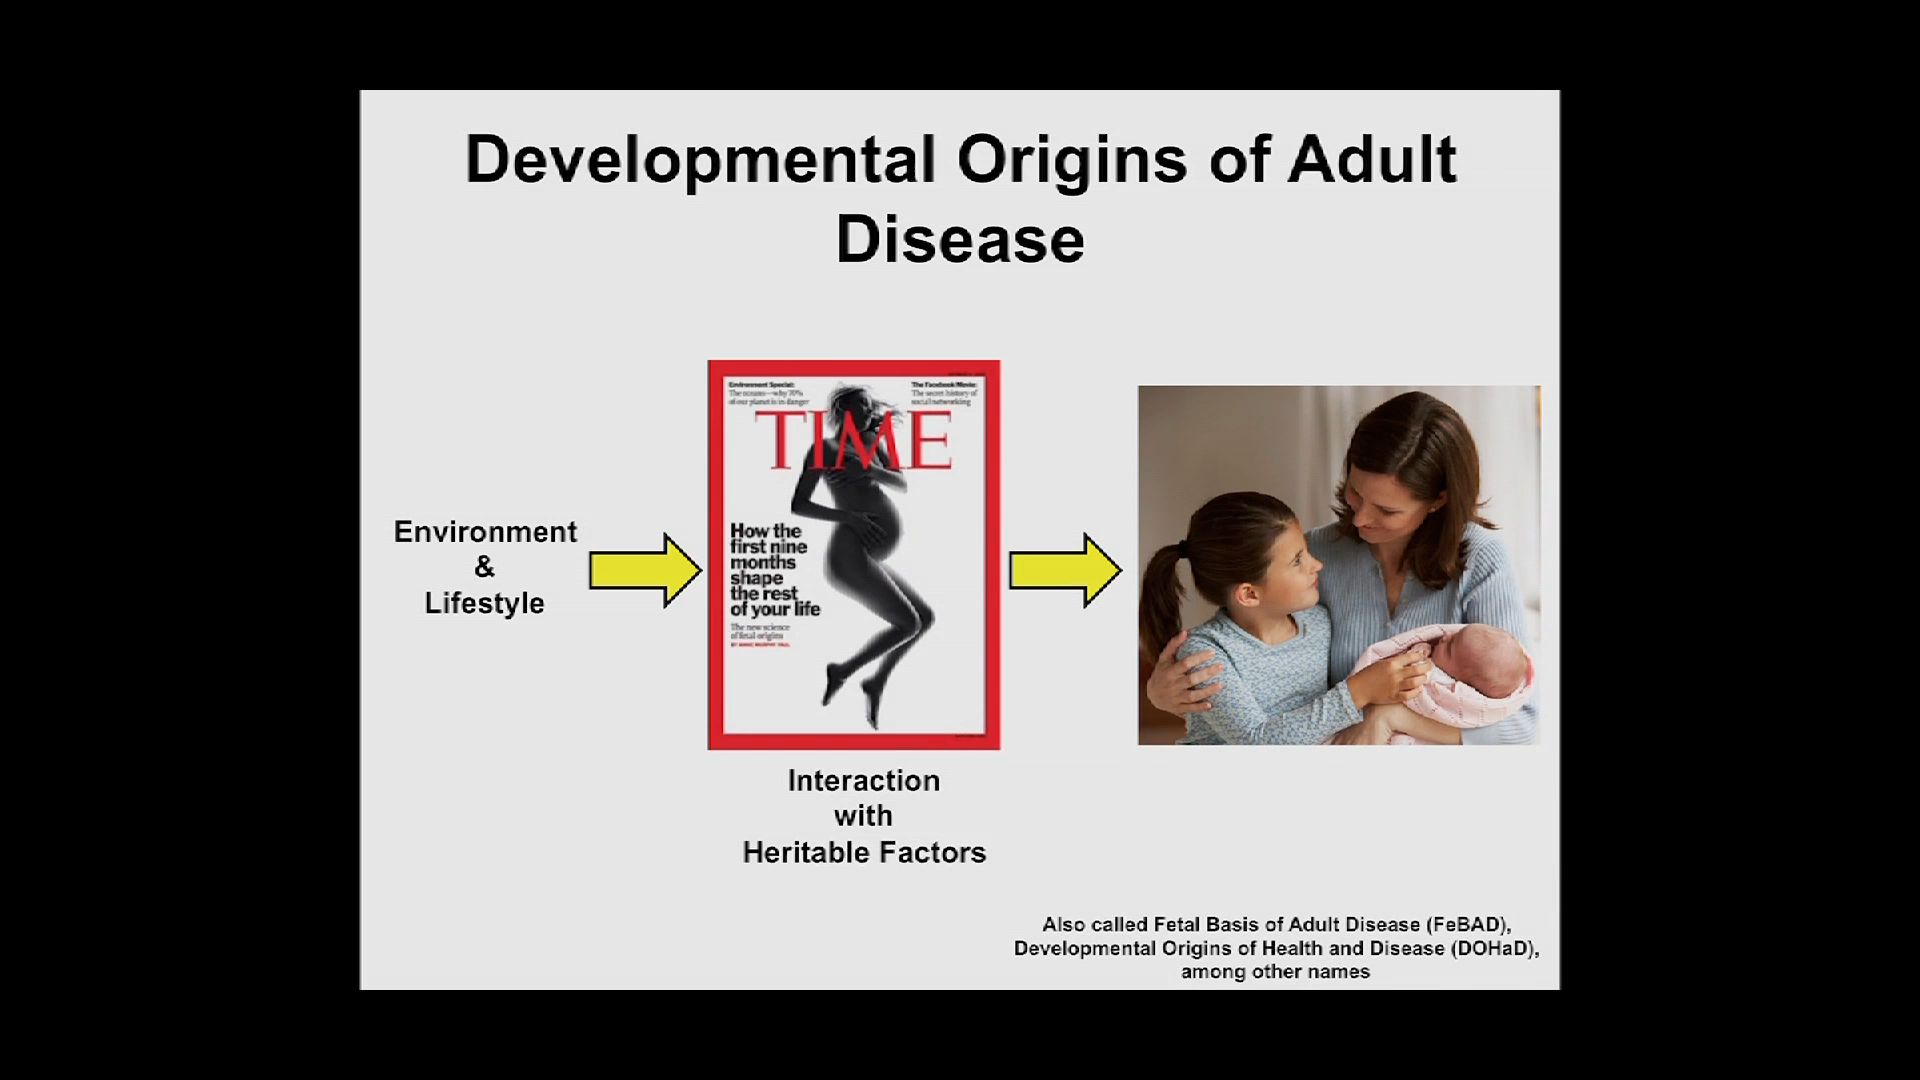 Developmental Origins of Adult
Disease
Environment
&
Lifestyle
Environment Special:
The oceans—why 70%
of our planet is in danger
The Facebook Movie:
The secret history of
social networking
TIME
How the
first nine
months
shape
the rest
of your life
The new science
of fetal origins
BY ANNIE MURPHY PAUL
Interaction
with
Heritable Factors
Also called Fetal Basis of Adult Disease (FeBAD),
Developmental Origins of Health and Disease (DOHaD),
among other names